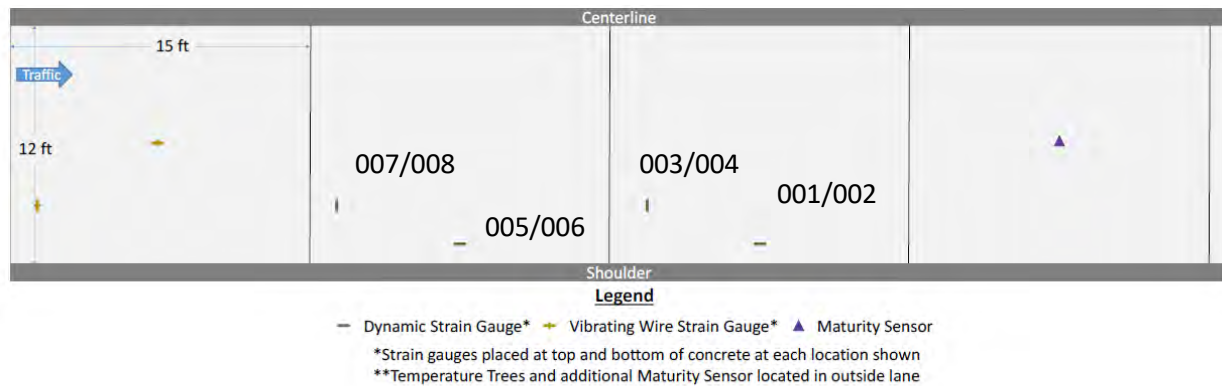 Centerline
15 ft
Traffic
12 ft
007/008
003/004
001/002
005/006
Shoulder
Legend
Dynamic Strain Gauge* Vibrating Wire Strain Gauge* Maturity Sensor
*Strain gauges placed at top and bottom of concrete at each location shown
**Temperature Trees and additional Maturity Sensor located in outside lane